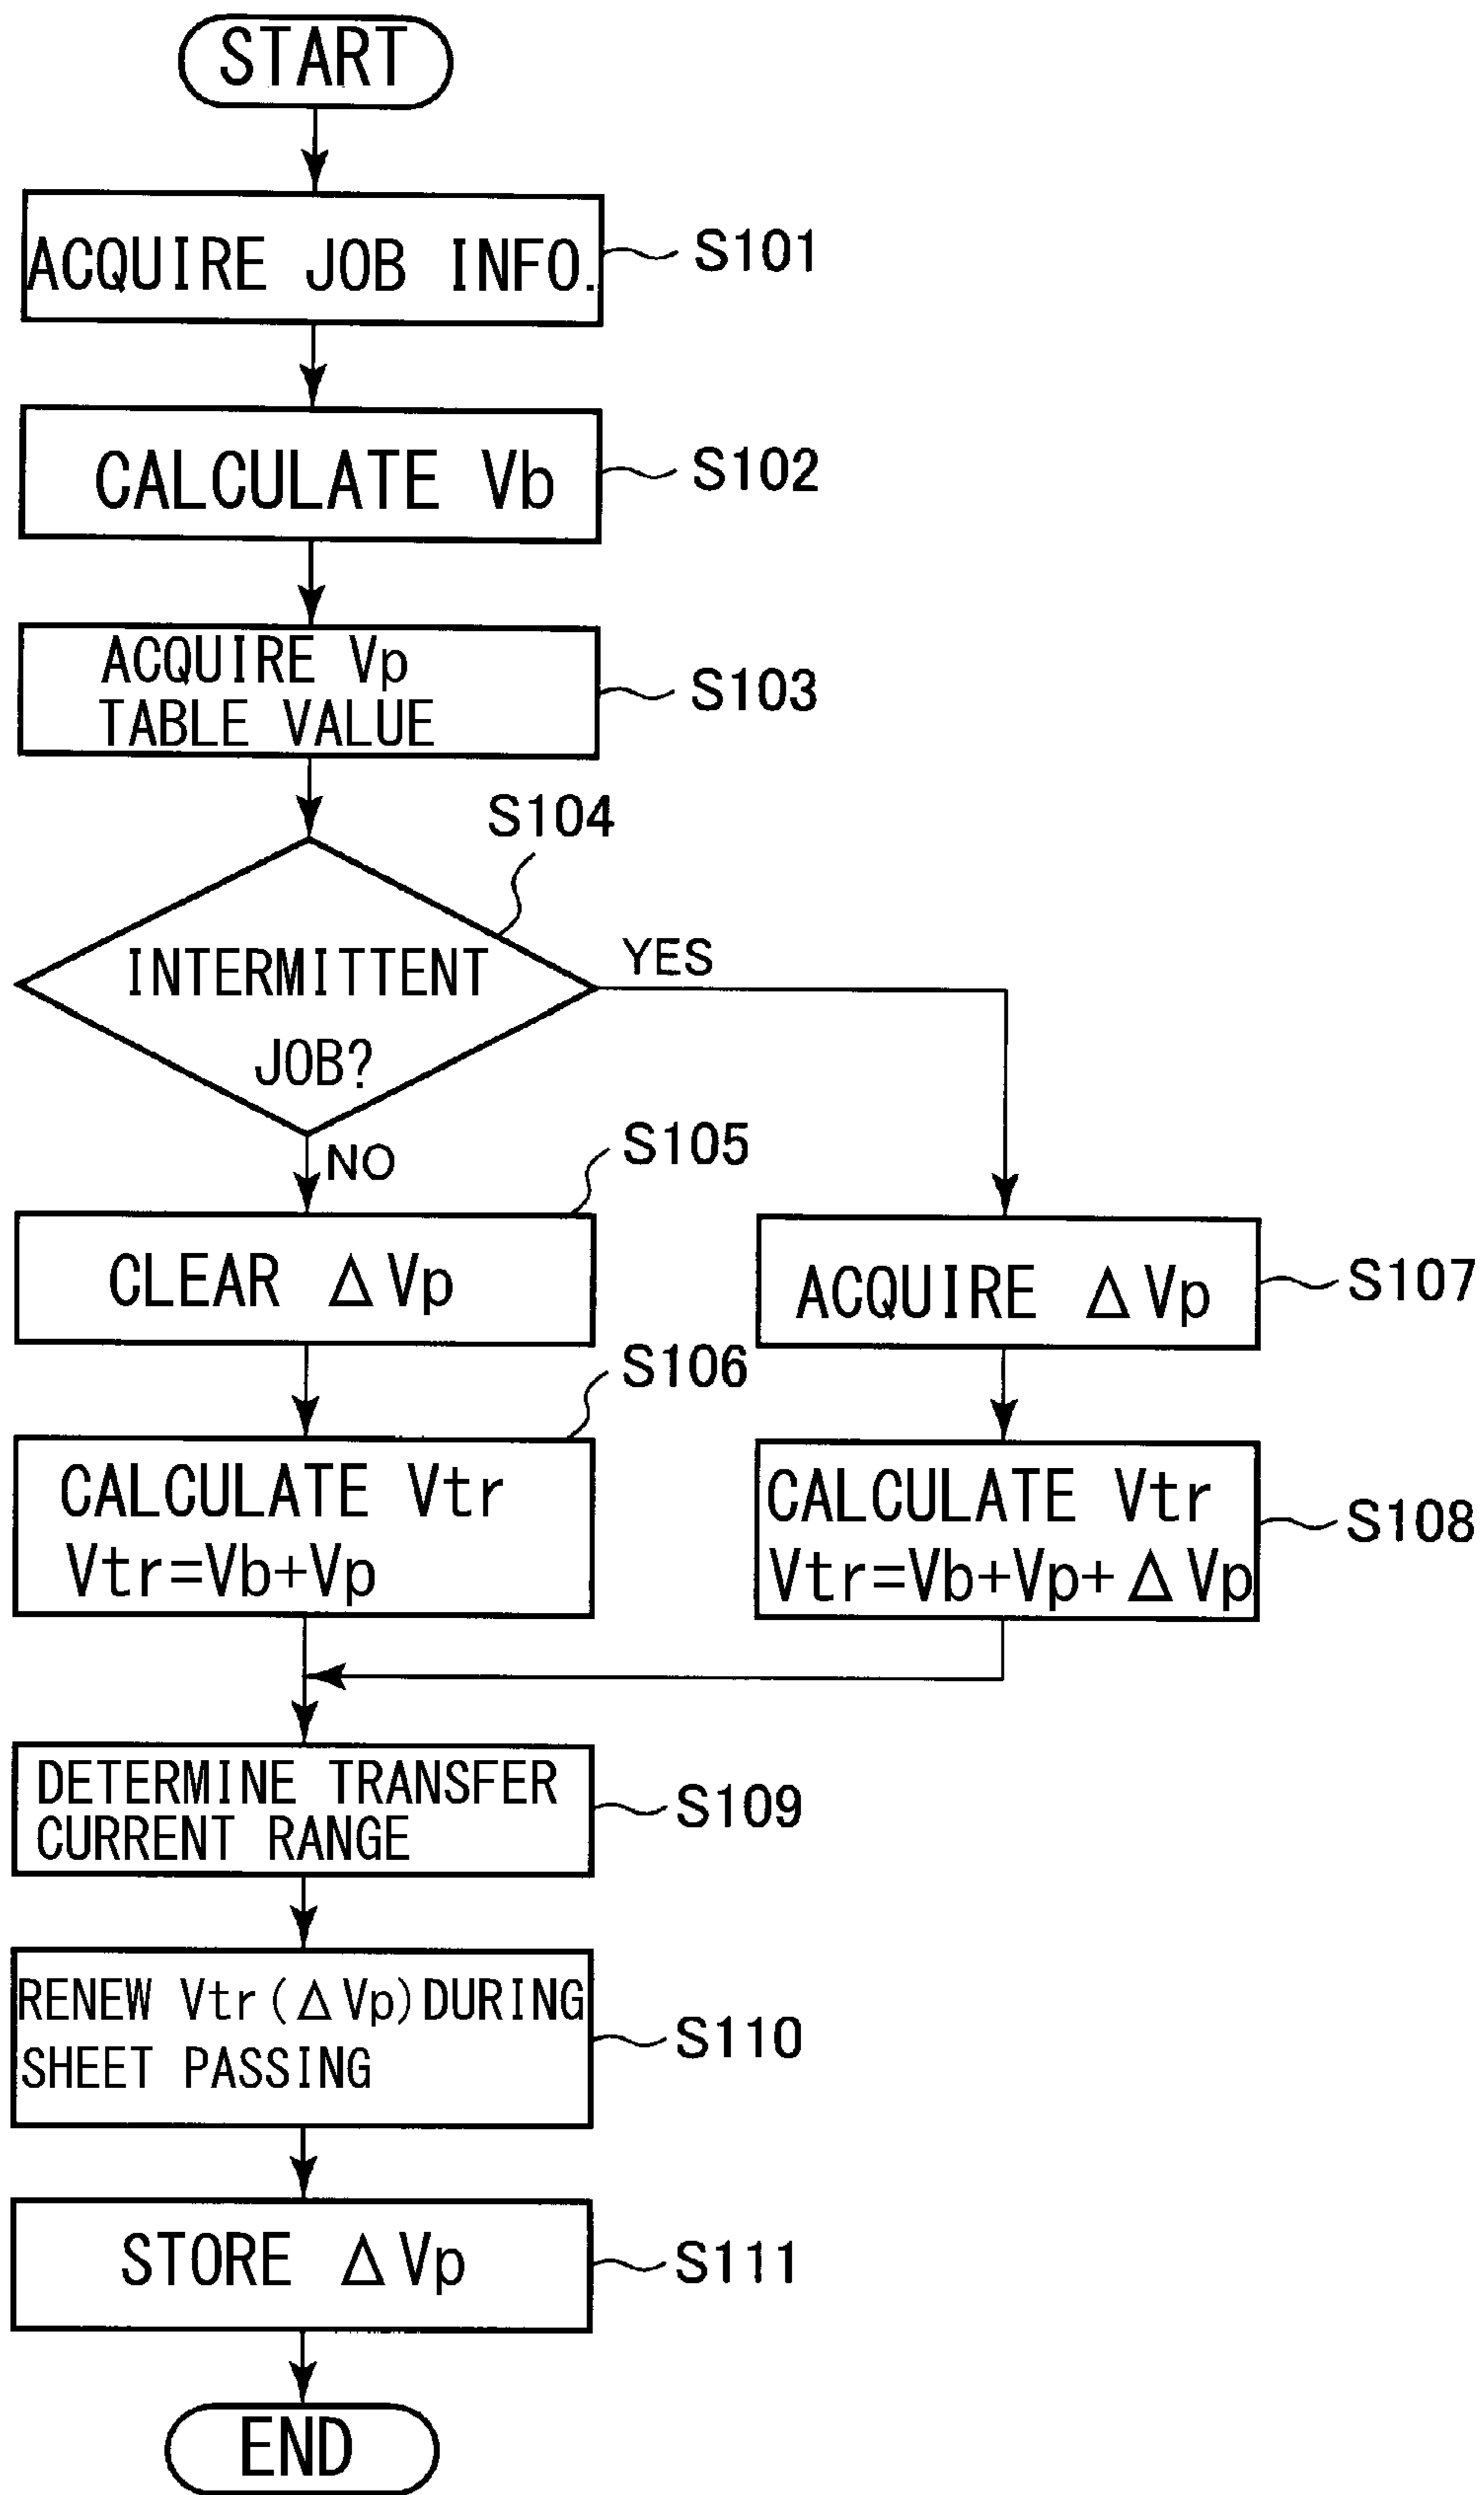 START
ACQUIRE JOB INFO.
S101
CALCULATE Vb
S102
ACQUIRE Vp
TABLE VALUE
S103
S104
INTERMITTENT
JOB?
YES
NO
S105
CLEAR ΔVp
ACQUIRE ΔVp
S107
S106
CALCULATE Vtr
Vtr=Vb+Vp
CALCULATE Vtr
Vtr=Vb+Vp+ΔVp
S108
DETERMINE TRANSFER
CURRENT RANGE
S109
RENEW Vtr(ΔVp)DURING
SHEET PASSING
S110
STORE ΔVp
S111
END